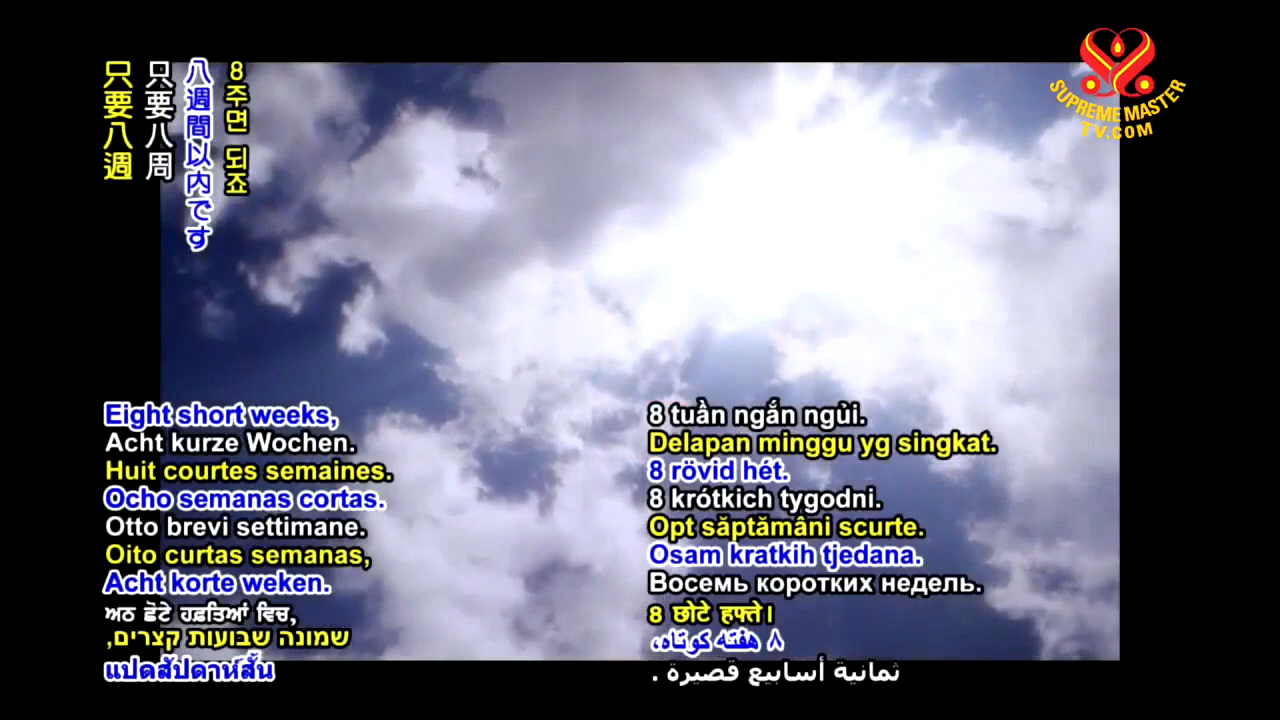 只要八週
只要八周
八週間以内です
8주면 되죠
SUPREME MASTER
TV.COM
Eight short weeks,
Acht kurze Wochen.
Huit courtes semaines.
Ocho semanas cortas.
Otto brevi settimane.
Oito curtas semanas,
Acht korte weken.
ਅਠ ਛੋਟੇ ਹਫ਼ਤਿਆਂ ਵਿਚ,
שמונה שבועות קצרים,
แปดสัปดาห์สั้น
8 tuần ngắn ngủi.
Delapan minggu yg singkat.
8 rövid hét.
8 krótkich tygodni.
Opt săptămâni scurte.
Osam kratkih tjedana.
Восемь коротких недель.
8 छोटे हफ्ते।
٨ هفته کوتاه،
ثمانية أسابيع قصيرة .